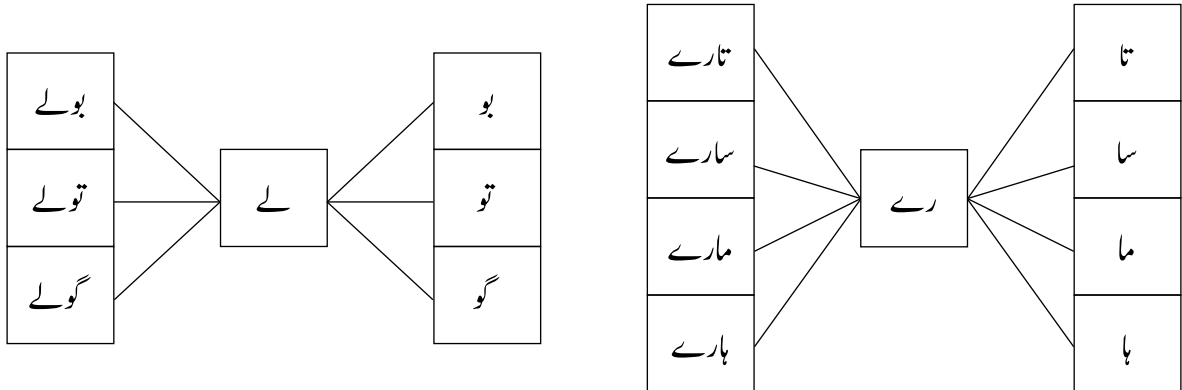 تا
تارے
سا
سارے
رے
ما
مارے
ہا
ہارے
بو
بولے
تو
لے
تولے
گو
گولے